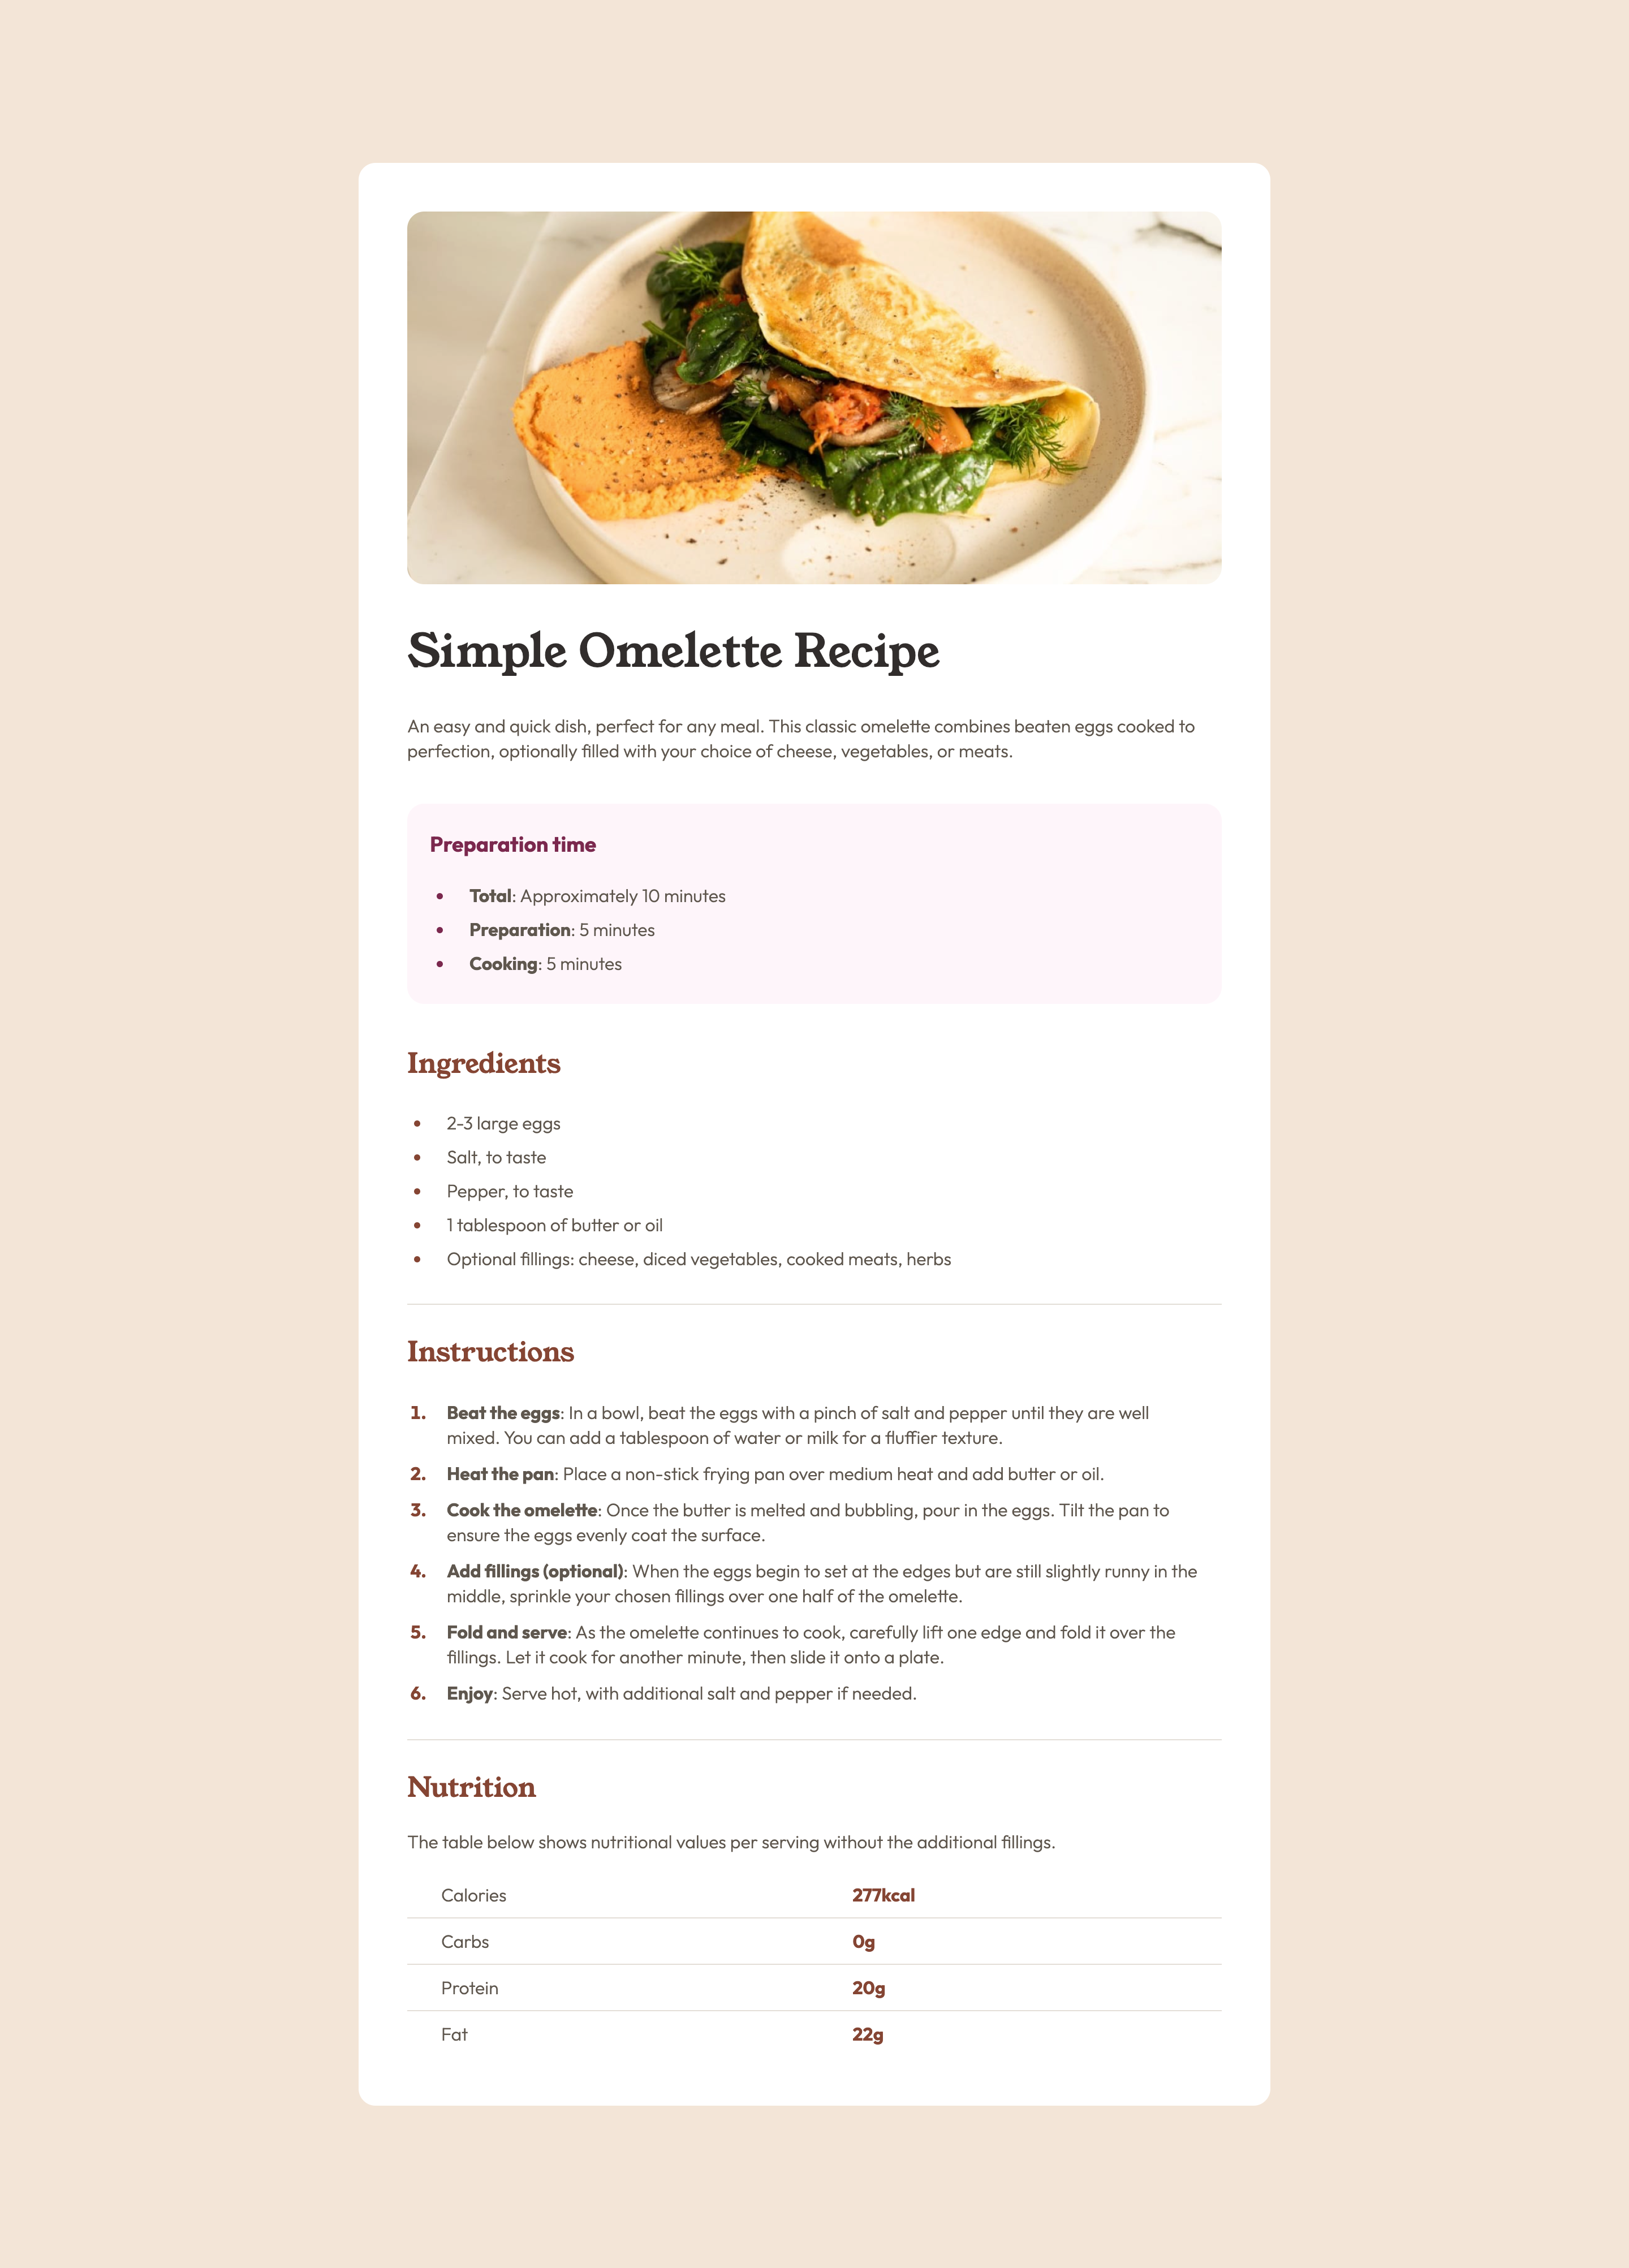 Simple Omelette Recipe
An easy and quick dish, perfect for any meal. This classic omelette combines beaten eggs cooked to
perfection, optionally filled with your choice of cheese, vegetables, or meats.
Preparation time
• Total: Approximately 10 minutes
• Preparation: 5 minutes
• Cooking: 5 minutes
Ingredients
• 2-3 large eggs
• Salt, to taste
• Pepper, to taste
• 1 tablespoon of butter or oil
• Optional fillings: cheese, diced vegetables, cooked meats, herbs
Instructions
1. Beat the eggs: In a bowl, beat the eggs with a pinch of salt and pepper until they are well
mixed. You can add a tablespoon of water or milk for a fluffier texture.
2. Heat the pan: Place a non-stick frying pan over medium heat and add butter or oil.
3. Cook the omelette: Once the butter is melted and bubbling, pour in the eggs. Tilt the pan to
ensure the eggs evenly coat the surface.
4. Add fillings (optional): When the eggs begin to set at the edges but are still slightly runny in the
middle, sprinkle your chosen fillings over one half of the omelette.
5. Fold and serve: As the omelette continues to cook, carefully lift one edge and fold it over the
fillings. Let it cook for another minute, then slide it onto a plate.
6. Enjoy: Serve hot, with additional salt and pepper if needed.
Nutrition
The table below shows nutritional values per serving without the additional fillings.
Calories 277kcal
Carbs 0g
Protein 20g
Fat 22g